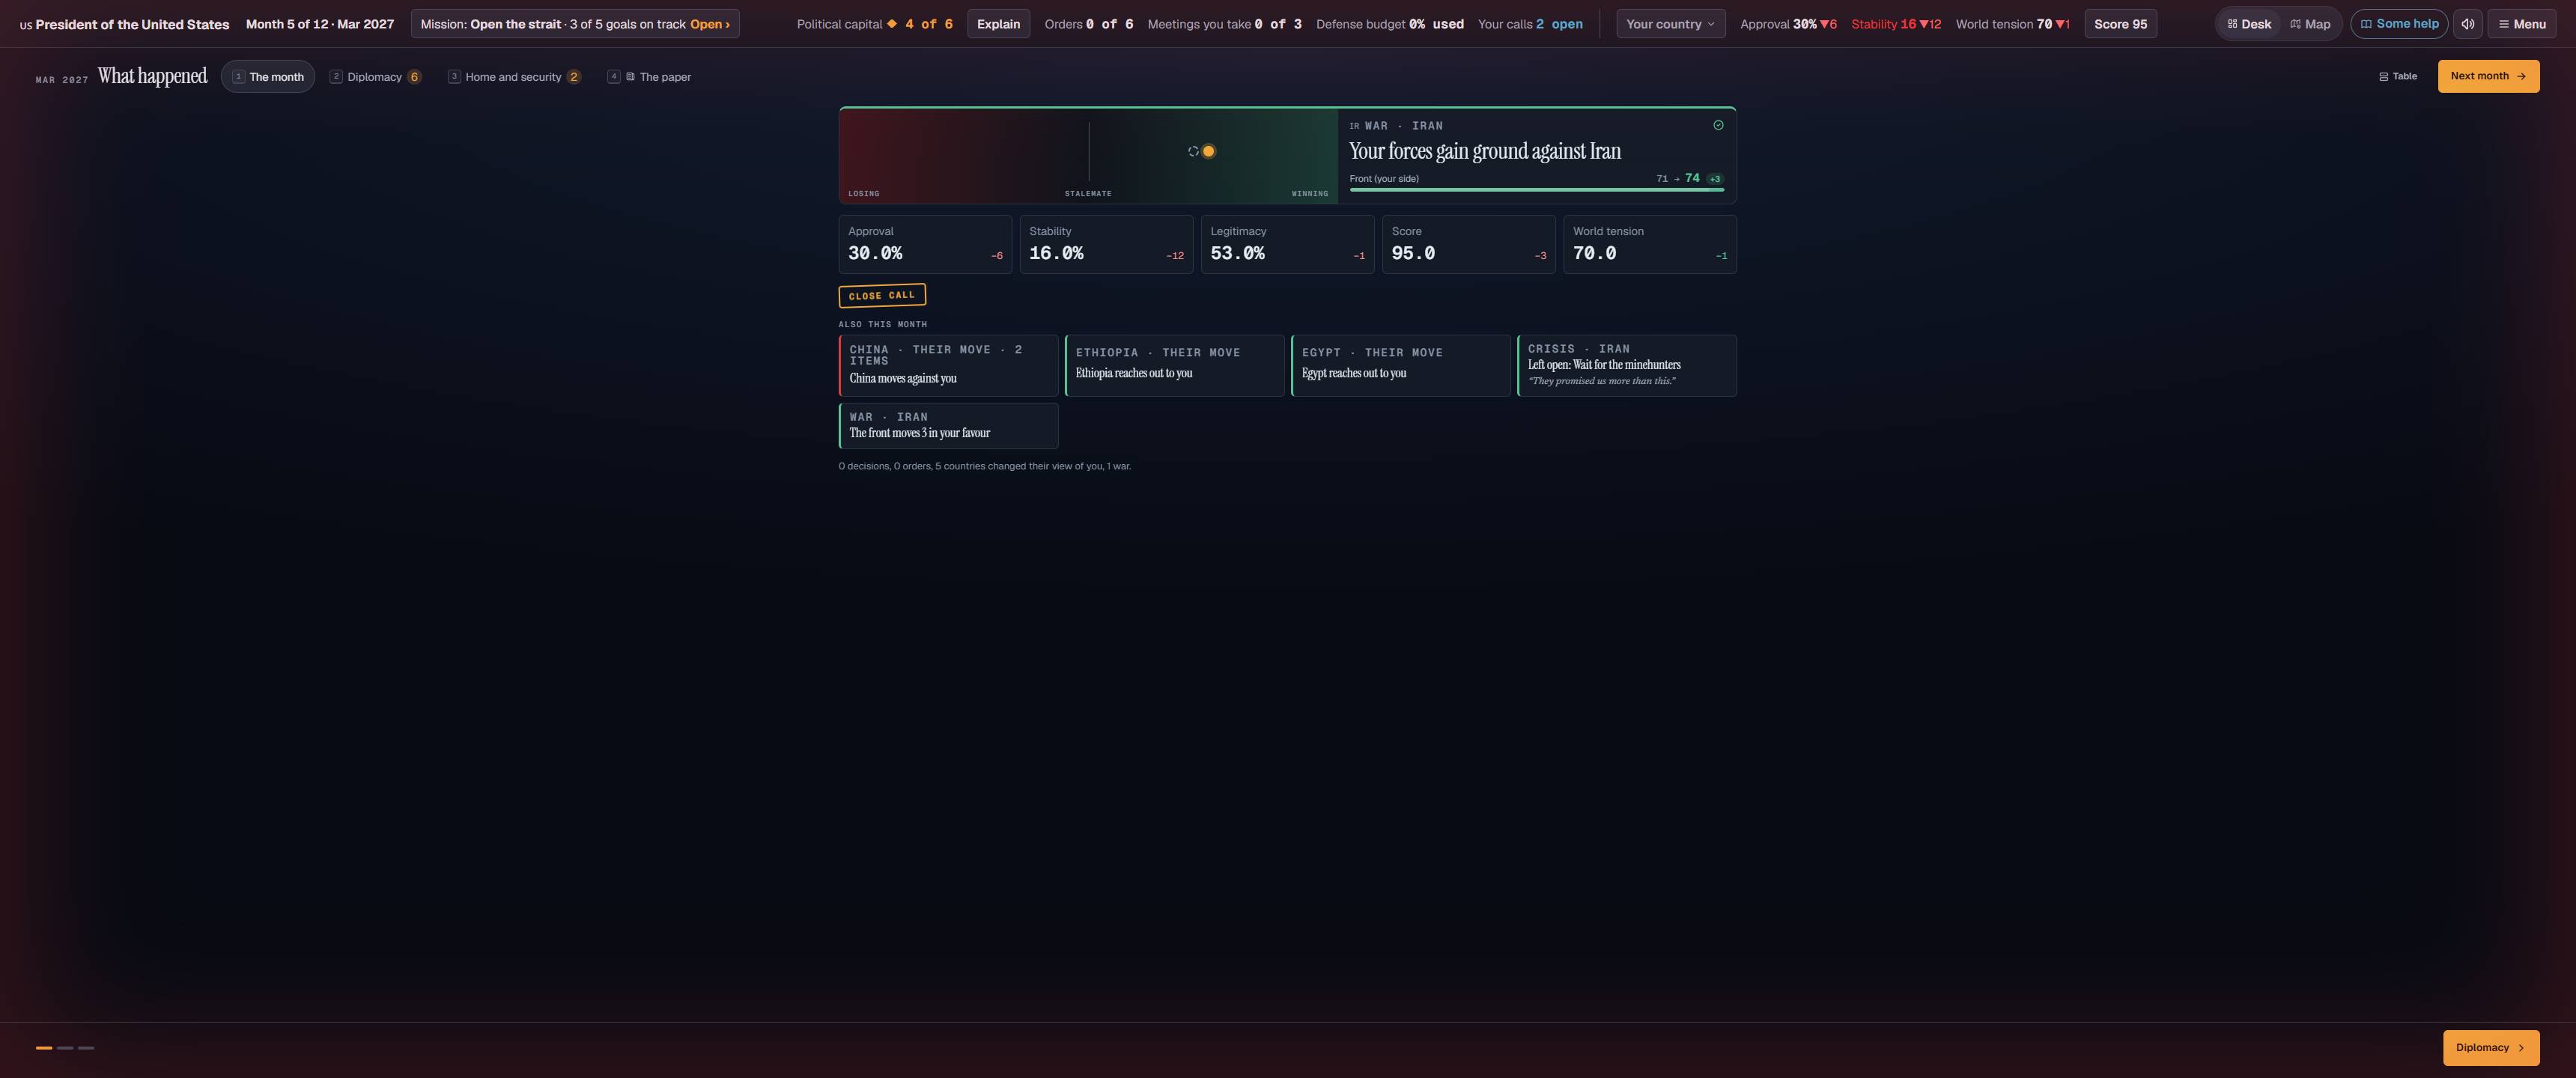 US President of the United States Month 5 of 12 · Mar 2027 Mission: Open the strait · 3 of 5 goals on track Open › Political capital ◆ 4 of 6 Explain Orders 0 of 6 Meetings you take 0 of 3 Defense budget 0% used Your calls 2 open Your country Approval 30% ▼6 Stability 16 ▼12 World tension 70 ▼1 Score 95 Desk Map Some help Menu
MAR 2027 What happened 1 The month 2 Diplomacy 6 3 Home and security 2 4 The paper Table Next month →
IR WAR · IRAN
Your forces gain ground against Iran
Front (your side) 71 → 74 +3
LOSING STALEMATE WINNING
Approval Stability Legitimacy Score World tension
30.0% −6 16.0% −12 53.0% −1 95.0 −3 70.0 −1
CLOSE CALL
ALSO THIS MONTH
CHINA · THEIR MOVE · 2 ITEMS
China moves against you
ETHIOPIA · THEIR MOVE
Ethiopia reaches out to you
EGYPT · THEIR MOVE
Egypt reaches out to you
CRISIS · IRAN
Left open: Wait for the minehunters
“They promised us more than this.”
WAR · IRAN
The front moves 3 in your favour
0 decisions, 0 orders, 5 countries changed their view of you, 1 war.
Diplomacy ›